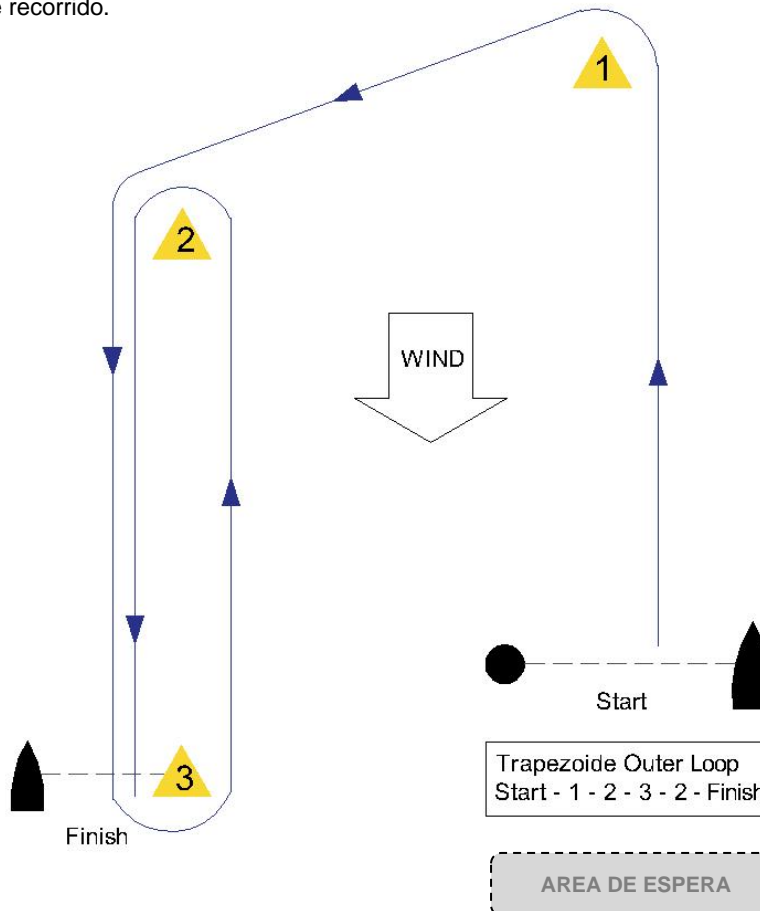 recorrido.
1
2
WIND
Start
3
Finish
Trapezoide Outer Loop
Start - 1 - 2 - 3 - 2 - Finish
AREA DE ESPERA